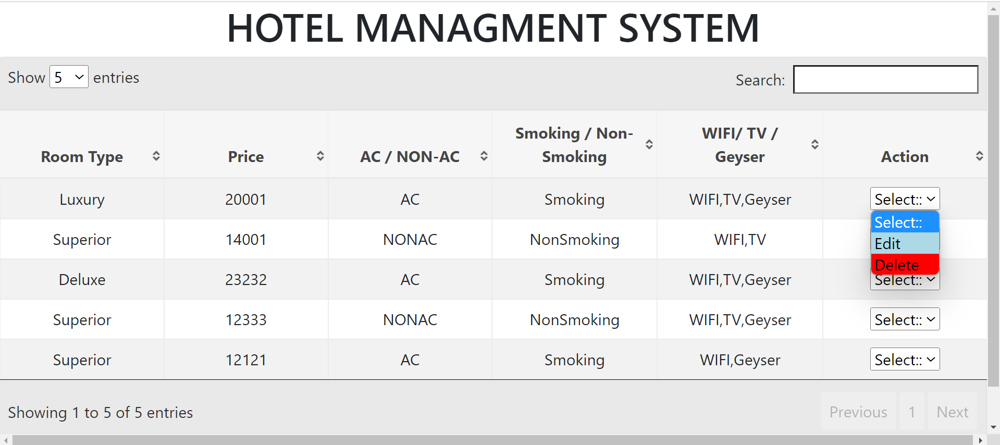 HOTEL MANAGMENT SYSTEM
Show 5 entries
Search:
Room Type Price AC / NON-AC Smoking / Non-Smoking WIFI/ TV / Geyser Action
Luxury 20001 AC Smoking WIFI,TV,Geyser Select::
Select::
Edit
Delete
Superior 14001 NONAC NonSmoking WIFI,TV
Deluxe 23232 AC Smoking WIFI,TV,Geyser Select::
Superior 12333 NONAC NonSmoking WIFI,TV,Geyser Select::
Superior 12121 AC Smoking WIFI,Geyser Select::
Showing 1 to 5 of 5 entries
Previous 1 Next